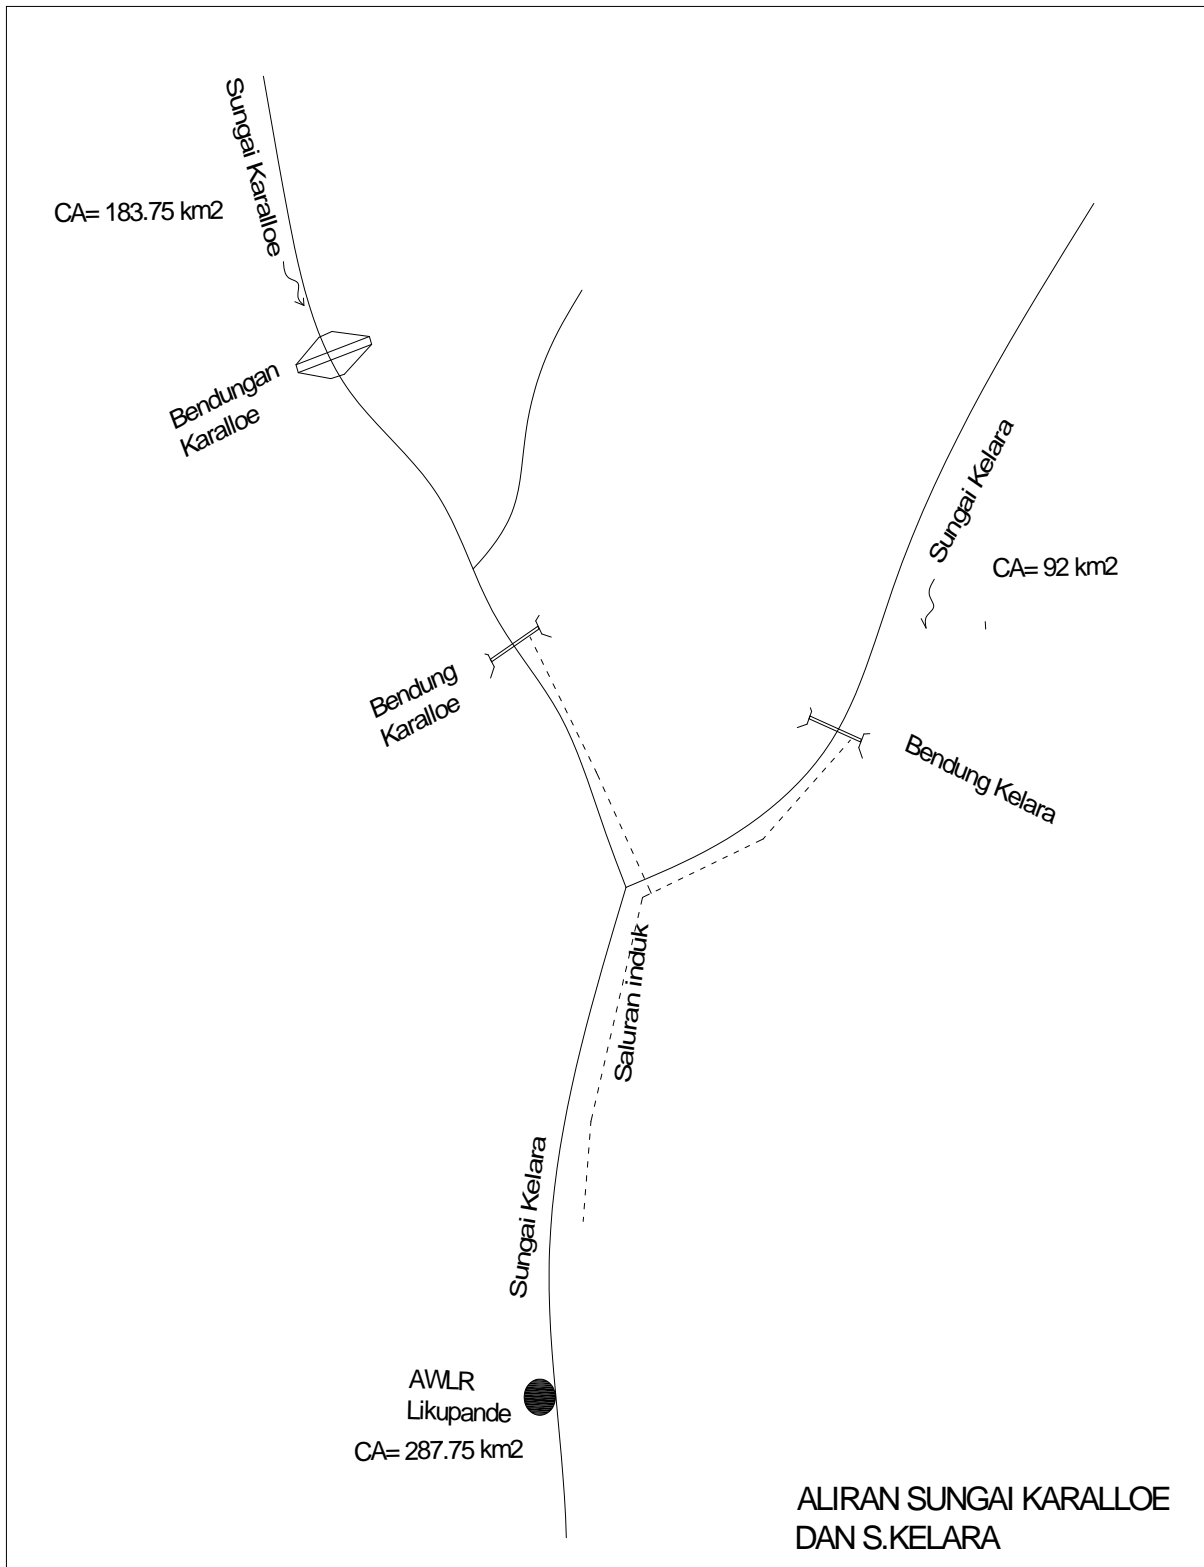 Sungai Karalloe
CA= 183.75 km2
Bendungan
Karalloe
Sungai Kelara
CA= 92 km2
Bendung
Karalloe
Bendung Kelara
Saluran induk
Sungai Kelara
AWLR
Likupande
CA= 287.75 km2
ALIRAN SUNGAI KARALLOE
DAN S.KELARA